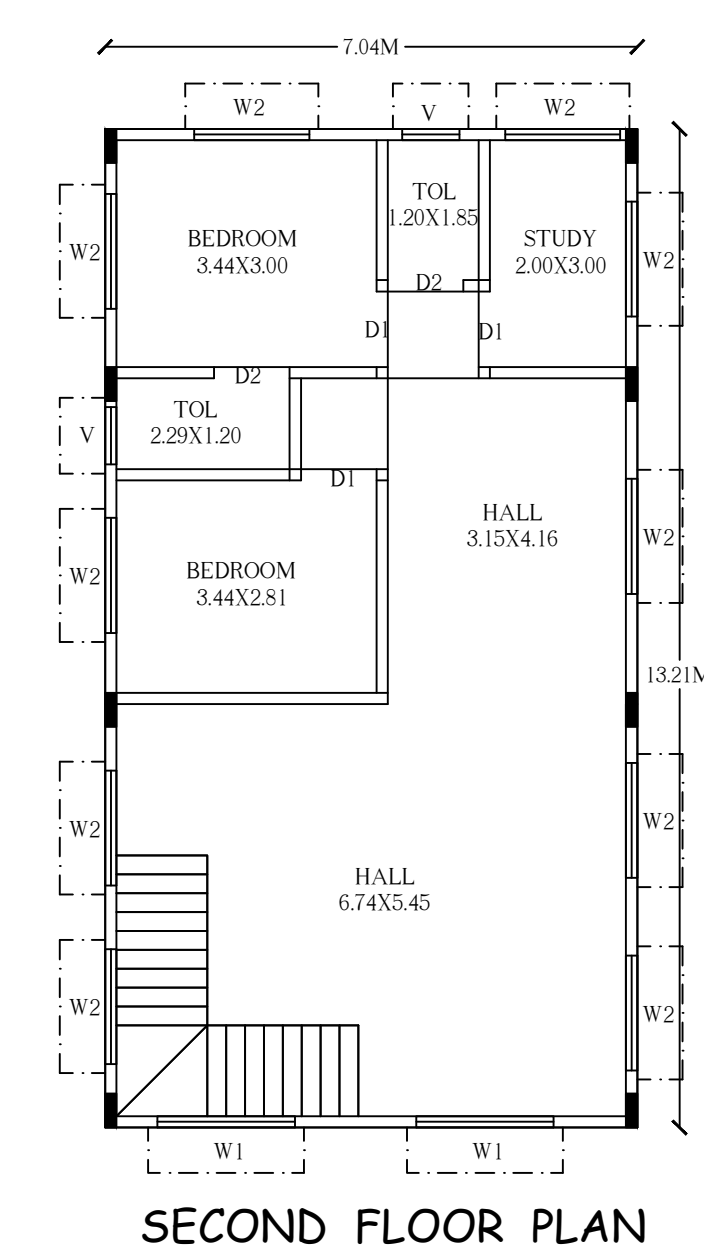 7.04M
W2
V
W2
TOL
1.20X1.85
BEDROOM
3.44X3.00
STUDY
2.00X3.00
W2
W2
D2
D1
D1
D2
TOL
2.29X1.20
V
D1
HALL
3.15X4.16
W2
W2
BEDROOM
3.44X2.81
13.21M
W2
W2
HALL
6.74X5.45
W2
W2
W1
W1
SECOND FLOOR PLAN